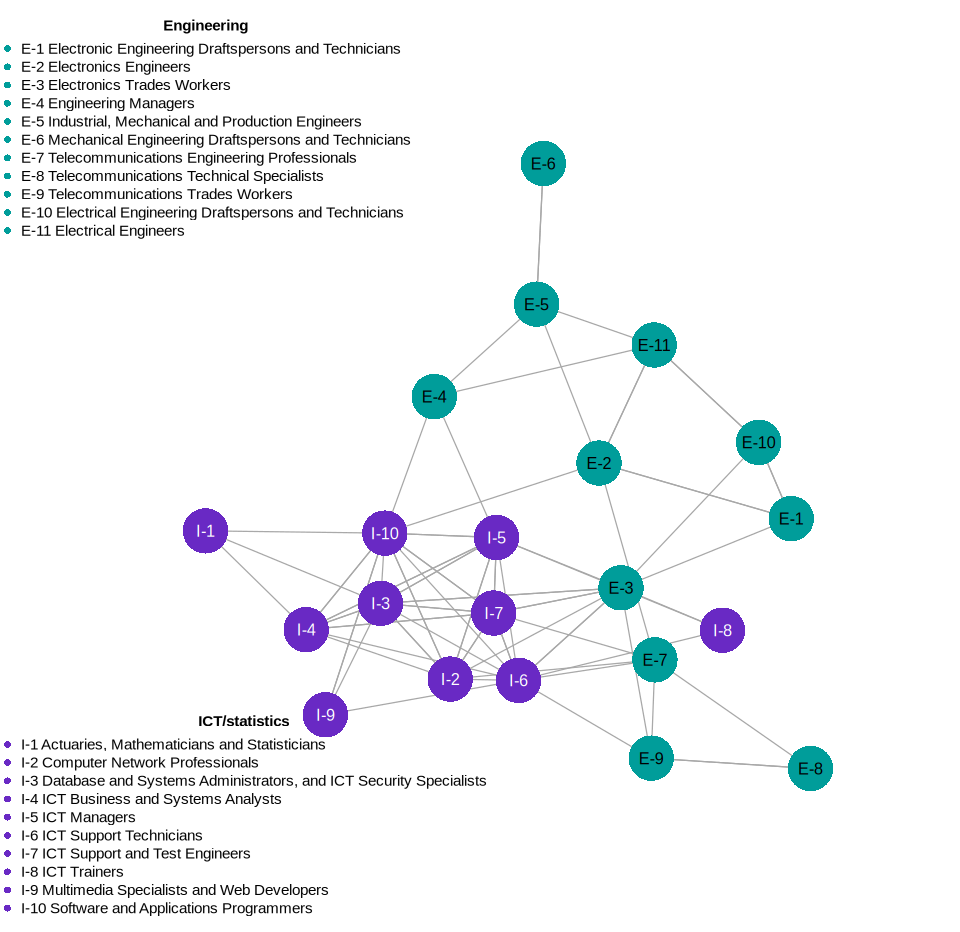 Engineering
E-1 Electronic Engineering Draftspersons and Technicians
E-2 Electronics Engineers
E-3 Electronics Trades Workers
E-4 Engineering Managers
E-5 Industrial, Mechanical and Production Engineers
E-6 Mechanical Engineering Draftspersons and Technicians
E-7 Telecommunications Engineering Professionals
E-8 Telecommunications Technical Specialists
E-9 Telecommunications Trades Workers
E-10 Electrical Engineering Draftspersons and Technicians
E-11 Electrical Engineers
E-6
E-5
E-11
E-4
E-10
E-2
E-1
I-1
I-10
I-5
E-3
I-3
I-7
I-4
I-8
E-7
I-2
I-6
I-9
E-9
E-8
ICT/statistics
I-1 Actuaries, Mathematicians and Statisticians
I-2 Computer Network Professionals
I-3 Database and Systems Administrators, and ICT Security Specialists
I-4 ICT Business and Systems Analysts
I-5 ICT Managers
I-6 ICT Support Technicians
I-7 ICT Support and Test Engineers
I-8 ICT Trainers
I-9 Multimedia Specialists and Web Developers
I-10 Software and Applications Programmers